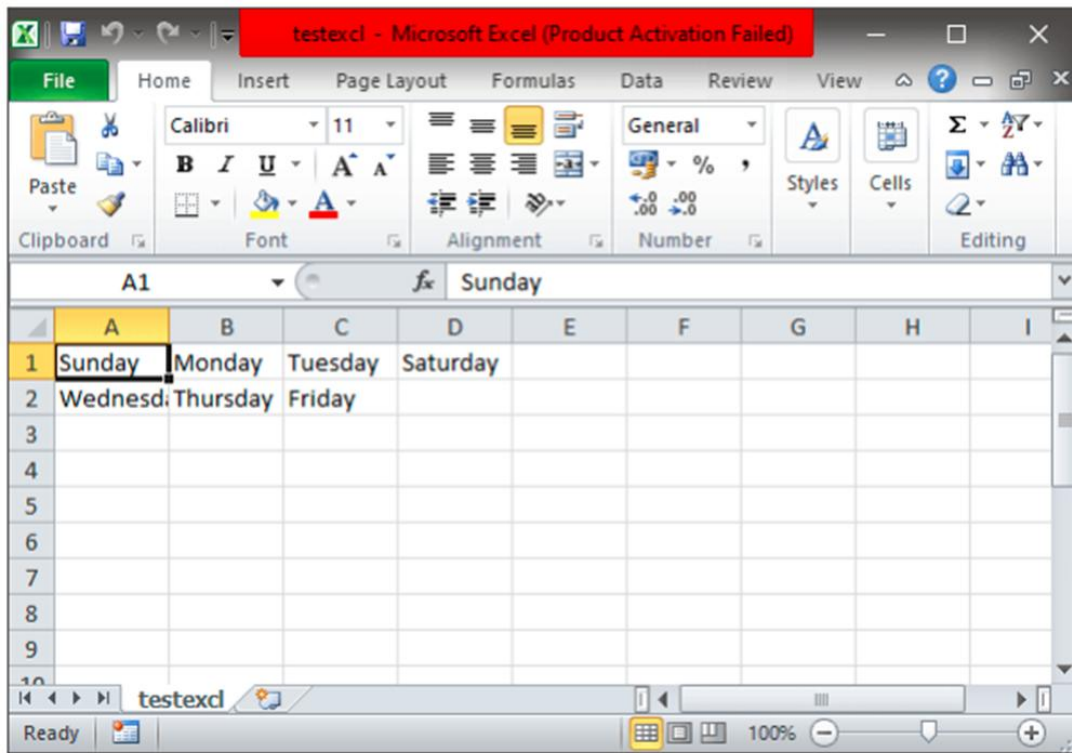 testexcl - Microsoft Excel (Product Activation Failed)
File Home Insert Page Layout Formulas Data Review View
Calibri 11 General
B I U A A % ,
Paste Styles Cells Σ
Clipboard Font Alignment Number Editing
A1 fx Sunday
A B C D E F G H I
1 Sunday Monday Tuesday Saturday
2 Wednesda Thursday Friday
3
4
5
6
7
8
9
10
testexcl
Ready 100%